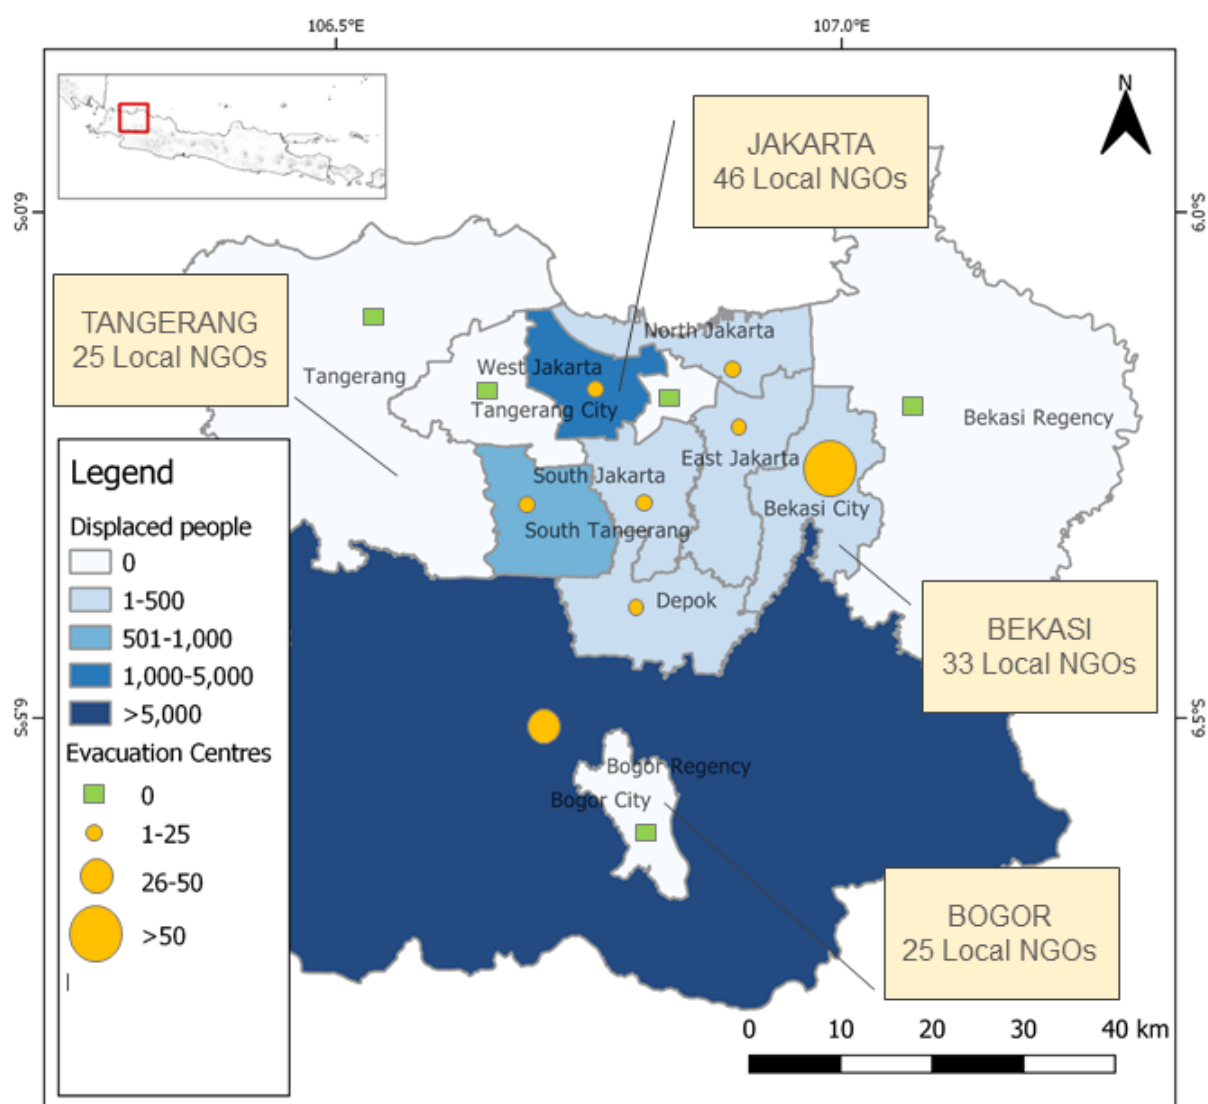 106.5°E
107.0°E
N
JAKARTA
46 Local NGOs
6.0°S
6.0°S
TANGERANG
25 Local NGOs
North Jakarta
West Jakarta
Tangerang
Tangerang City
Bekasi Regency
East Jakarta
South Jakarta
Bekasi City
South Tangerang
Depok
Legend
Displaced people
0
1-500
501-1,000
1,000-5,000
>5,000
Evacuation Centres
0
1-25
26-50
>50
BEKASI
33 Local NGOs
6.5°S
6.5°S
Bogor Regency
Bogor City
BOGOR
25 Local NGOs
0 10 20 30 40 km